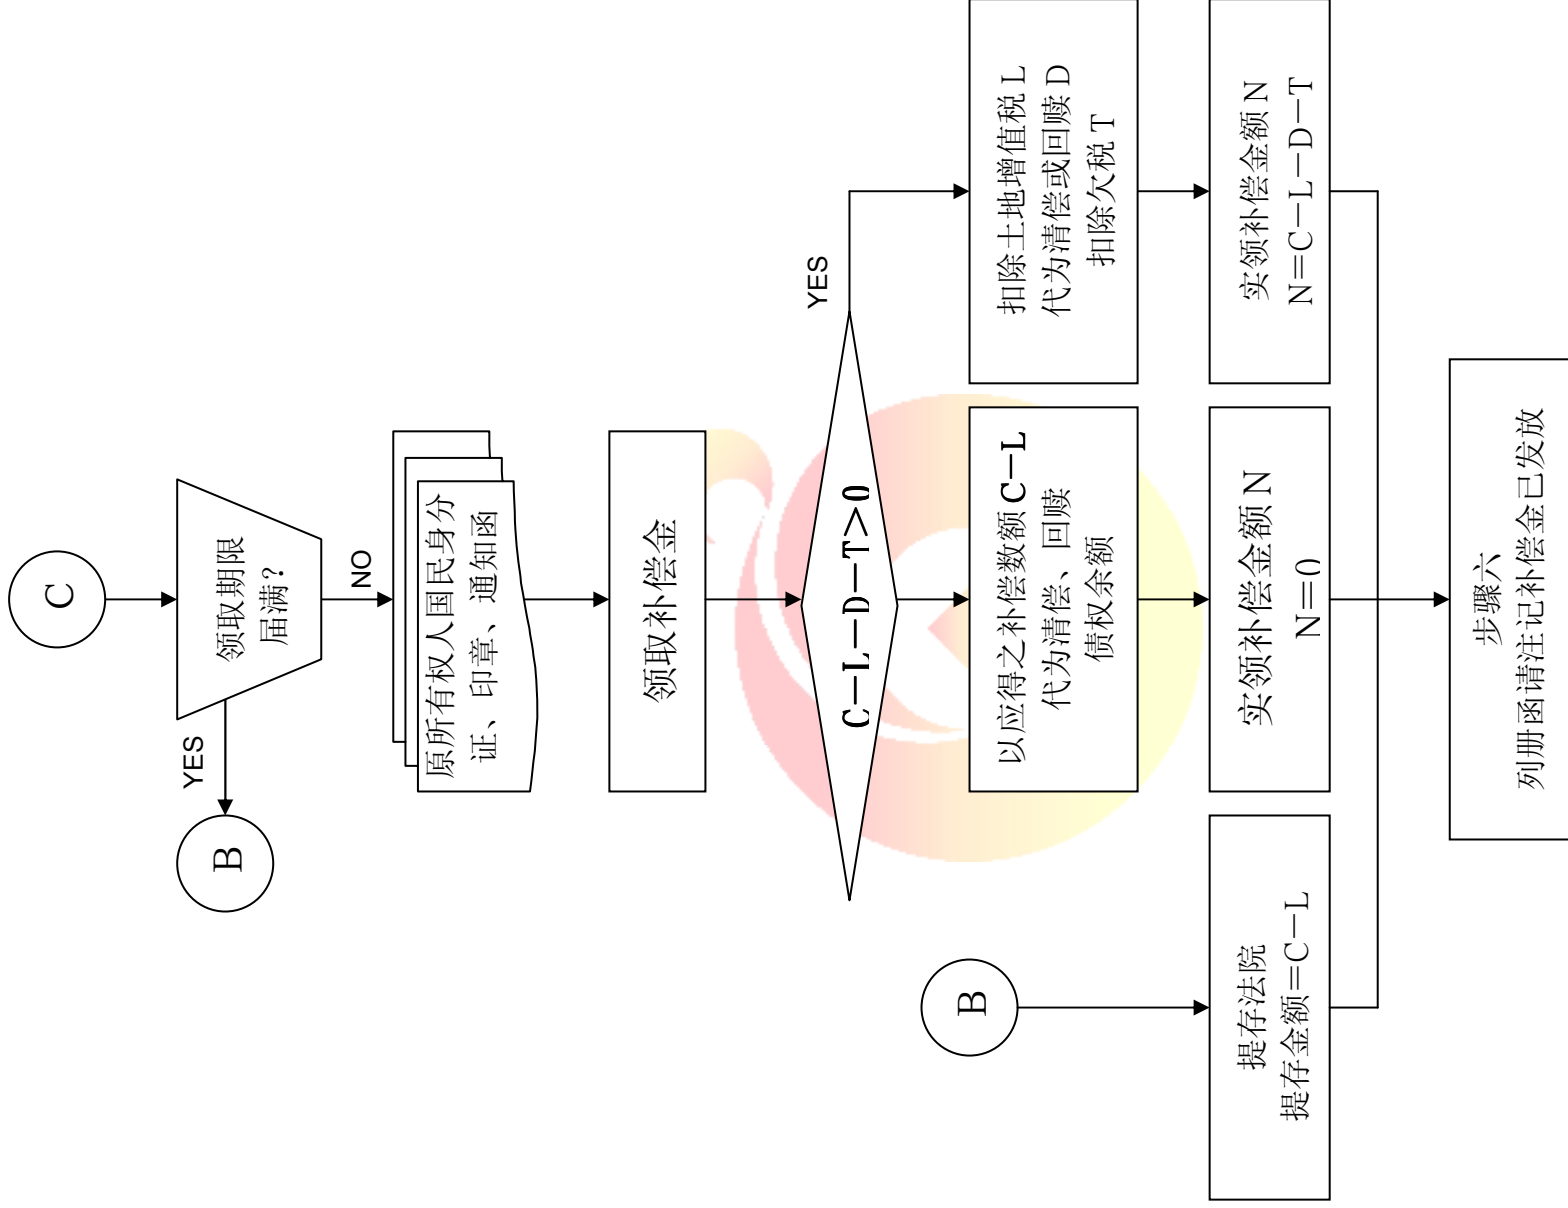 C
领取期限
届满？
YES
B
NO
原所有权人国民身分
证、印章、通知函
领取补偿金
C－L－D－T>0
YES
扣除土地增值税 L
代为清偿或回赎 D
扣除欠税 T
以应得之补偿数额 C－L
代为清偿、回赎
债权余额
B
实领补偿金额 N
N＝C－L－D－T
实领补偿金额 N
N＝0
提存法院
提存金额＝C－L
步骤六
列册函请注记补偿金已发放